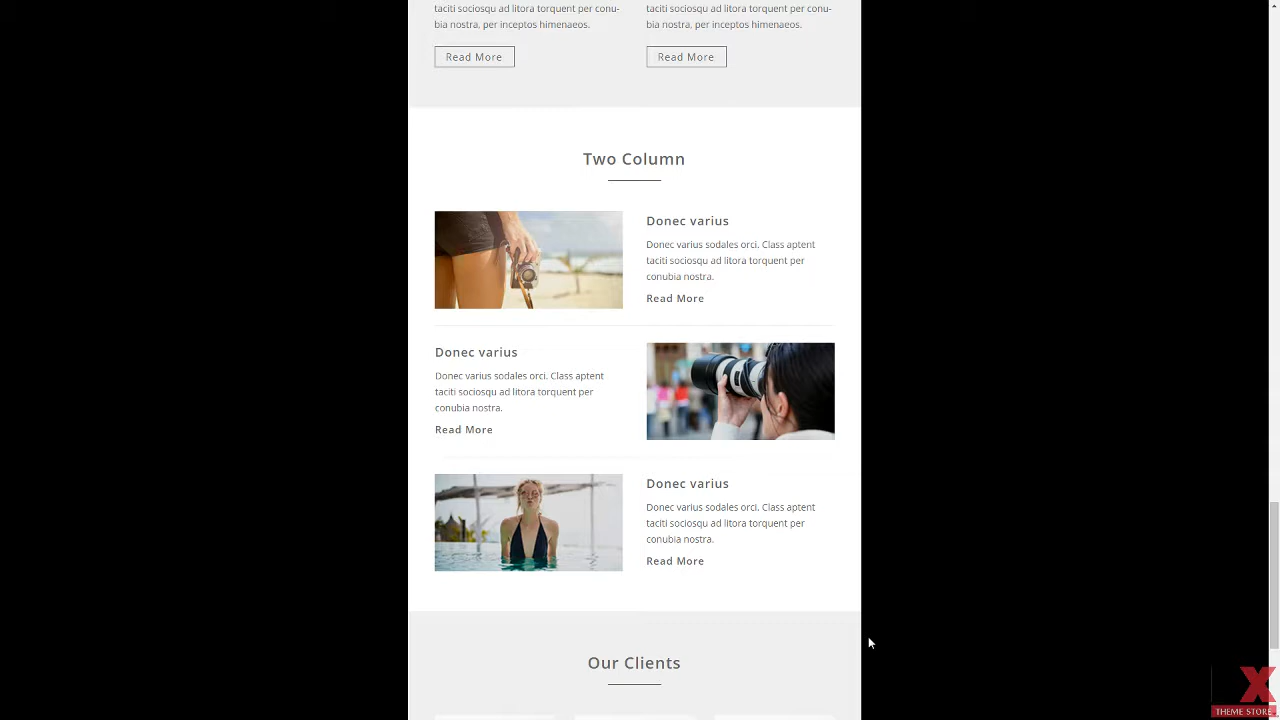 taciti sociosqu ad litora torquent per conu-
bia nostra, per inceptos himenaeos.
Read More
taciti sociosqu ad litora torquent per conu-
bia nostra, per inceptos himenaeos.
Read More
Two Column
Donec varius
Donec varius sodales orci. Class aptent
taciti sociosqu ad litora torquent per
conubia nostra.
Read More
Donec varius
Donec varius sodales orci. Class aptent
taciti sociosqu ad litora torquent per
conubia nostra.
Read More
Donec varius
Donec varius sodales orci. Class aptent
taciti sociosqu ad litora torquent per
conubia nostra.
Read More
Our Clients
X
THEME STORE